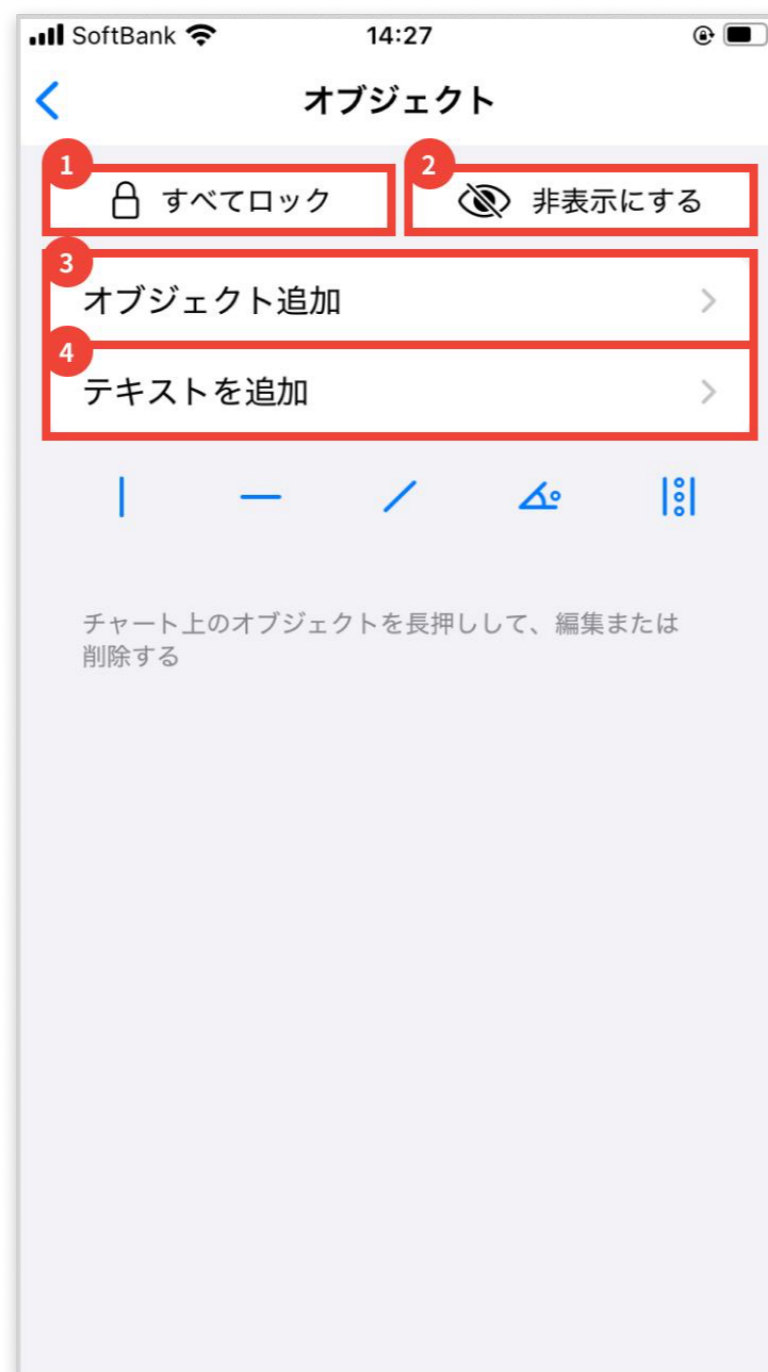 SoftBank 14:27
オブジェクト
1 2
すべてロック 非表示にする
3
オブジェクト追加
4
テキストを追加
チャート上のオブジェクトを長押しして、編集または
削除する